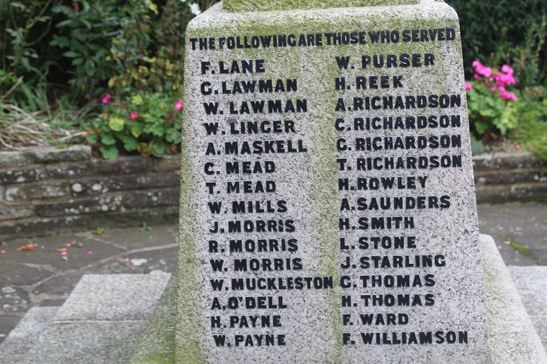 THE FOLLOWING ARE THOSE WHO SERVED
F. LANE
G. LAWMAN
W. LAWMAN
W. LINGER
A. MASKELL
C. MEAD
T. MEAD
W. MILLS
J. MORRIS
R. MORRIS
W. MORRIS
W. MUCKLESTON
A. O'DELL
H. PAYNE
W. PAYNE
W. PURSER
H. REEK
A. RICHARDSON
C. RICHARDSON
G. RICHARDSON
T. RICHARDSON
H. ROWLEY
A. SAUNDERS
H. SMITH
L. STONE
J. STARLING
G. THOMAS
H. THOMAS
F. WARD
F. WILLIAMSON